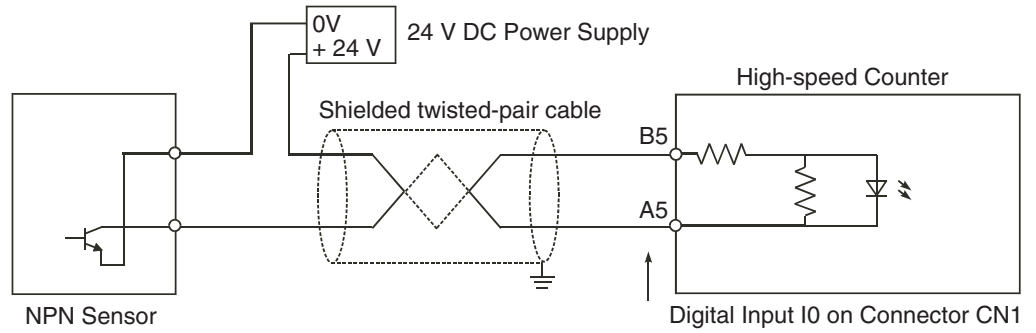 0V
+ 24 V
24 V DC Power Supply
High-speed Counter
Shielded twisted-pair cable
B5
A5
NPN Sensor
Digital Input I0 on Connector CN1